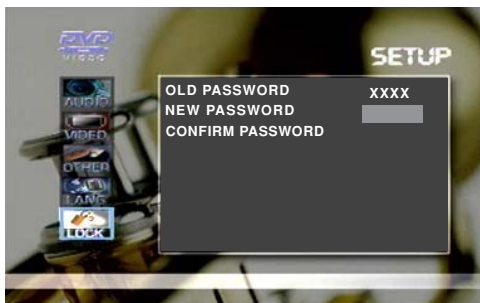 DVD
VIDEO
SETUP
AUDIO
VIDEO
OTHER
LANG
LOCK
OLD PASSWORD XXXX
NEW PASSWORD
CONFIRM PASSWORD